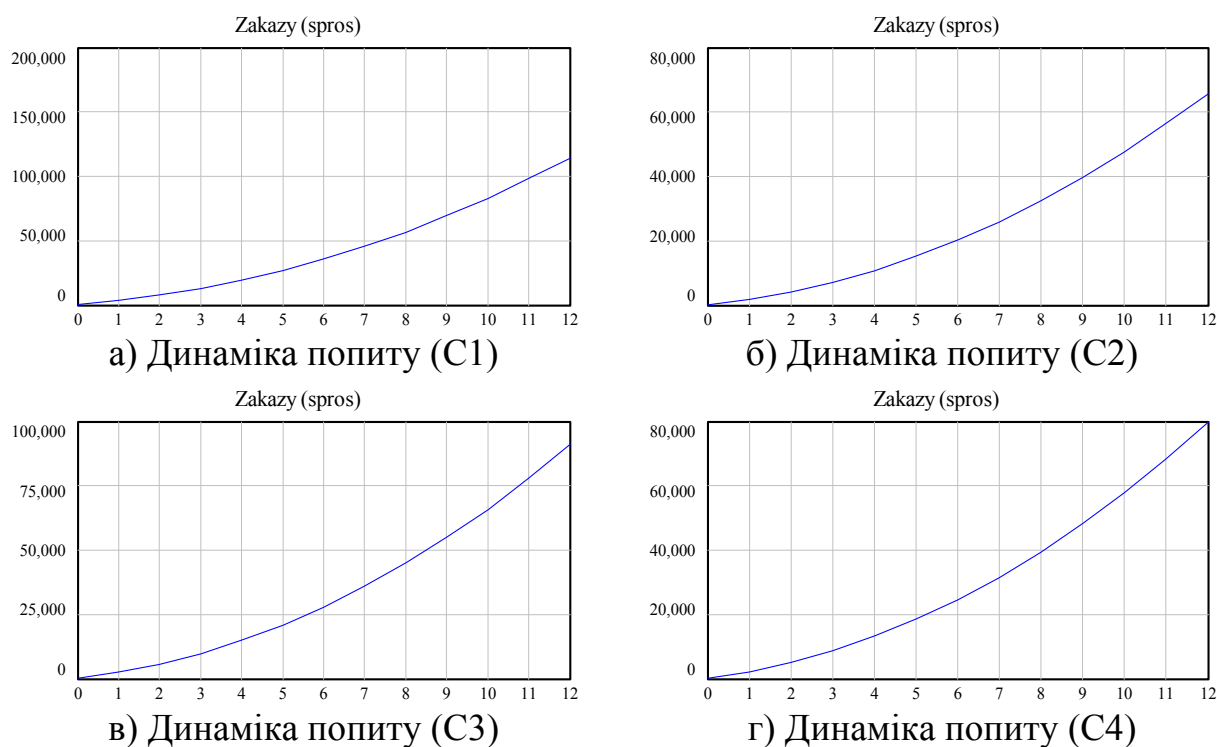 Zakazy (spros)
200,000
150,000
100,000
50,000
0
0 1 2 3 4 5 6 7 8 9 10 11 12
а) Динаміка попиту (С1)
Zakazy (spros)
80,000
60,000
40,000
20,000
0
0 1 2 3 4 5 6 7 8 9 10 11 12
б) Динаміка попиту (С2)
Zakazy (spros)
100,000
75,000
50,000
25,000
0
0 1 2 3 4 5 6 7 8 9 10 11 12
в) Динаміка попиту (С3)
Zakazy (spros)
80,000
60,000
40,000
20,000
0
0 1 2 3 4 5 6 7 8 9 10 11 12
г) Динаміка попиту (С4)